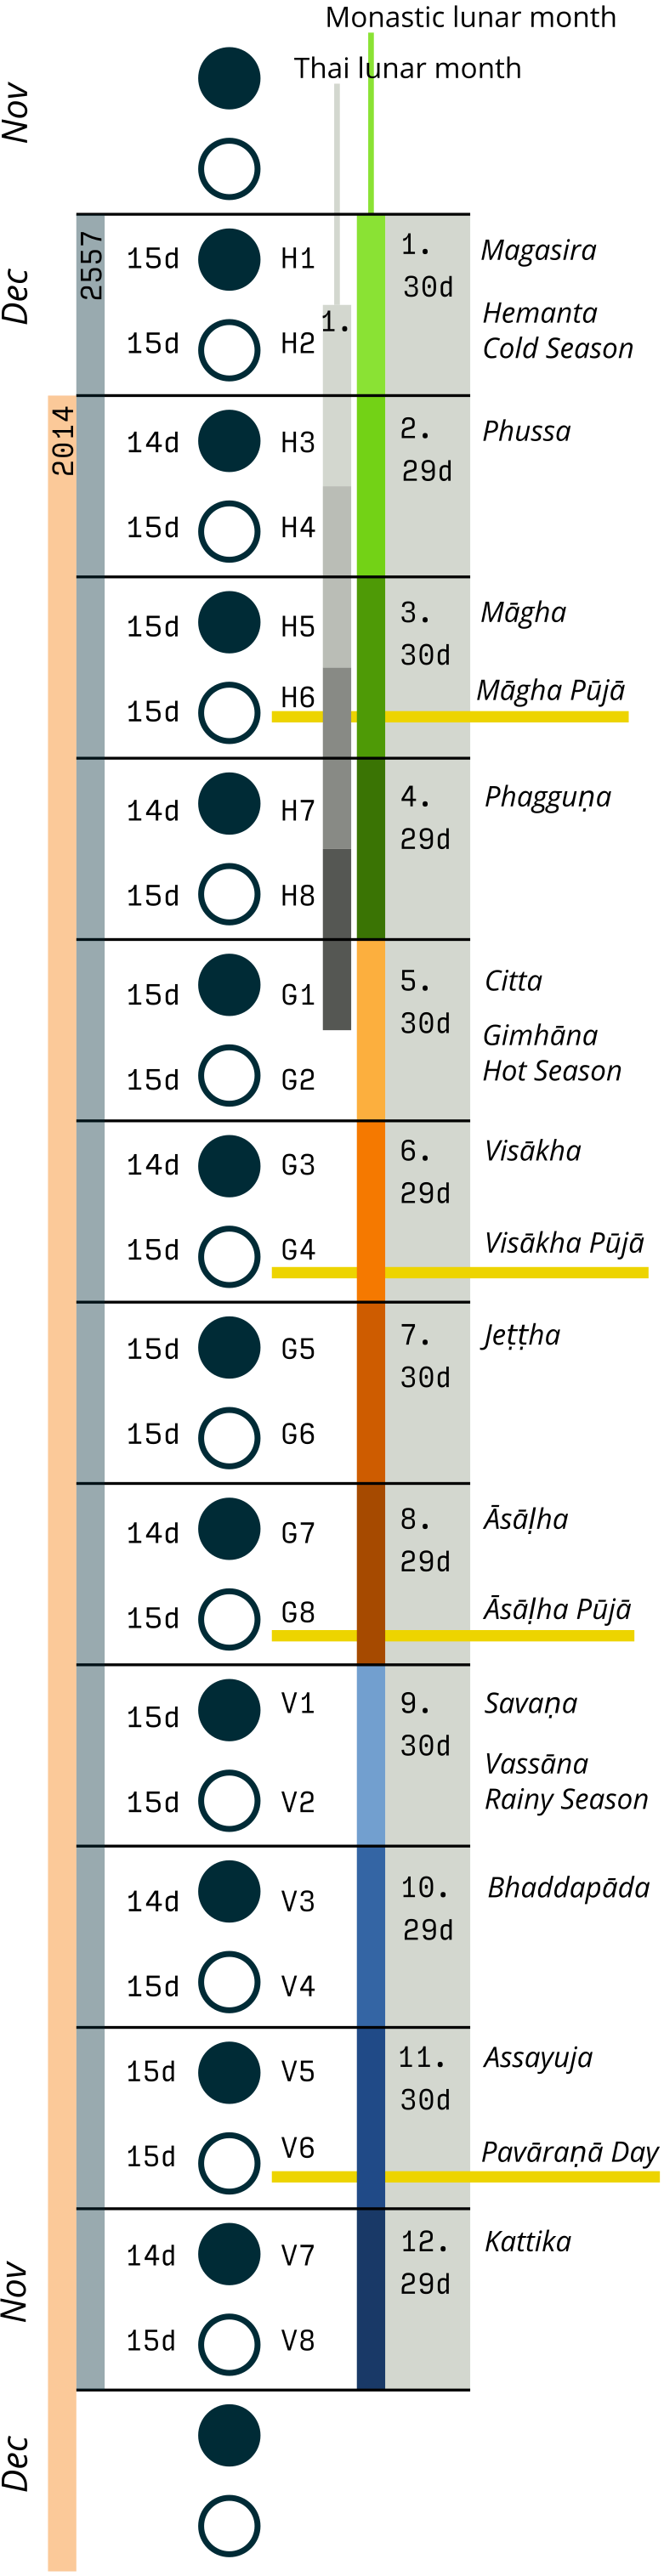 Monastic lunar month
Thai lunar month
Nov
Dec
2557
15d H1 1. Magasira
30d
1.
Hemanta
15d H2 Cold Season
2014
14d H3 2. Phussa
29d
15d H4
15d H5 3. Māgha
30d
15d H6 Māgha Pūjā
14d H7 4. Phagguṇa
29d
15d H8
15d G1 5. Citta
30d
Gimhāna
15d G2 Hot Season
14d G3 6. Visākha
29d
15d G4 Visākha Pūjā
15d G5 7. Jeṭṭha
30d
15d G6
14d G7 8. Āsāḷha
29d
15d G8 Āsāḷha Pūjā
15d V1 9. Savaṇa
30d
Vassāna
15d V2 Rainy Season
14d V3 10. Bhaddapāda
29d
15d V4
15d V5 11. Assayuja
30d
15d V6 Pavāraṇā Day
Nov
14d V7 12. Kattika
29d
15d V8
Dec